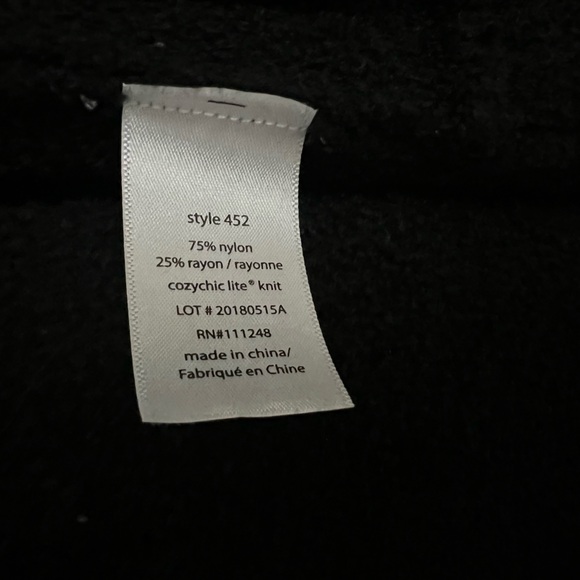 style 452
75% nylon
25% rayon / rayonne
cozychic lite® knit
LOT # 20180515A
RN#111248
made in china/
Fabriqué en Chine